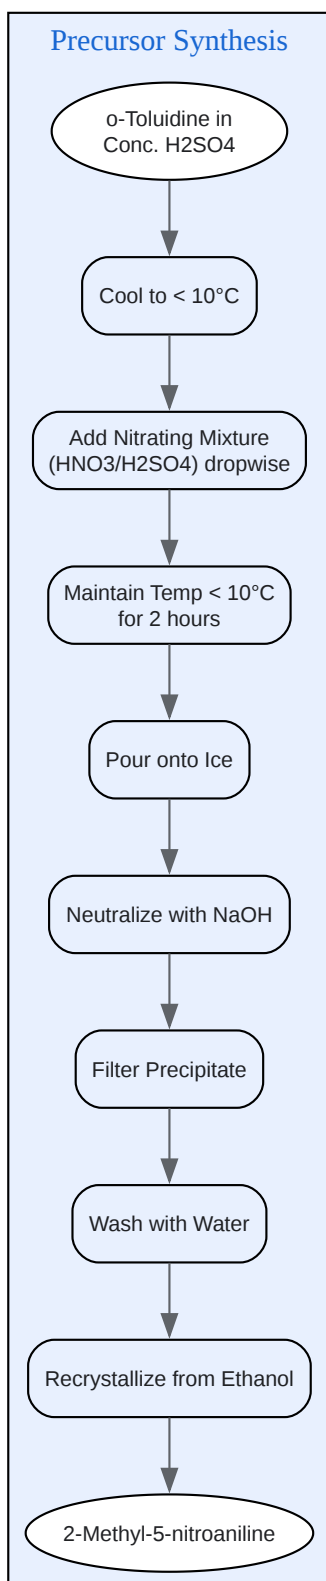 Precursor Synthesis
o-Toluidine in
Conc. H2SO4
Cool to < 10°C
Add Nitrating Mixture
(HNO3/H2SO4) dropwise
Maintain Temp < 10°C
for 2 hours
Pour onto Ice
Neutralize with NaOH
Filter Precipitate
Wash with Water
Recrystallize from Ethanol
2-Methyl-5-nitroaniline